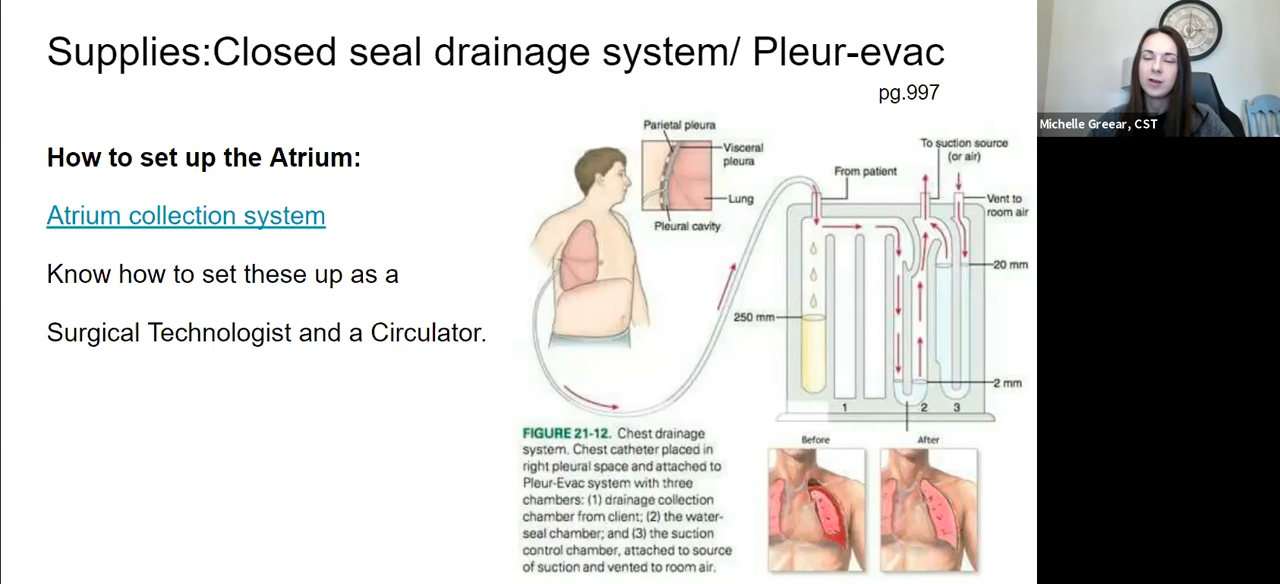 Supplies:Closed seal drainage system/ Pleur-evac
pg.997
Michelle Greear, CST
How to set up the Atrium:
Atrium collection system
Know how to set these up as a
Surgical Technologist and a Circulator.
Parietal pleura
Visceral
pleura
Lung
Pleural cavity
From patient
To suction source
(or air)
Vent to
room air
20 mm
250 mm
2 mm
1
2
3
FIGURE 21-12. Chest drainage
system. Chest catheter placed in
right pleural space and attached to
Pleur-Evac system with three
chambers: (1) drainage collection
chamber from client; (2) the water-
seal chamber; and (3) the suction
control chamber, attached to source
of suction and vented to room air.
Before
After